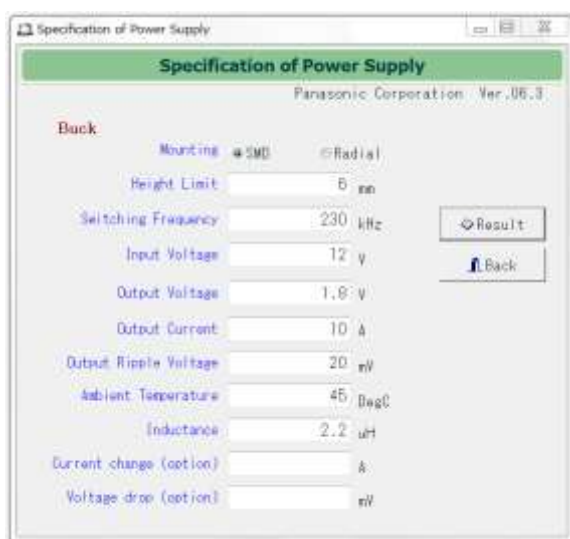 Specification of Power Supply
Specification of Power Supply
Panasonic Corporation Ver.06.3
Buck
Mounting SMD Radial
Height Limit 6 mm
Switching Frequency 230 kHz
Input Voltage 12 V
Output Voltage 1.8 V
Output Current 10 A
Output Ripple Voltage 20 mV
Ambient Temperature 45 DegC
Inductance 2.2 uH
Current change (option) A
Voltage drop (option) mV
Result
Back